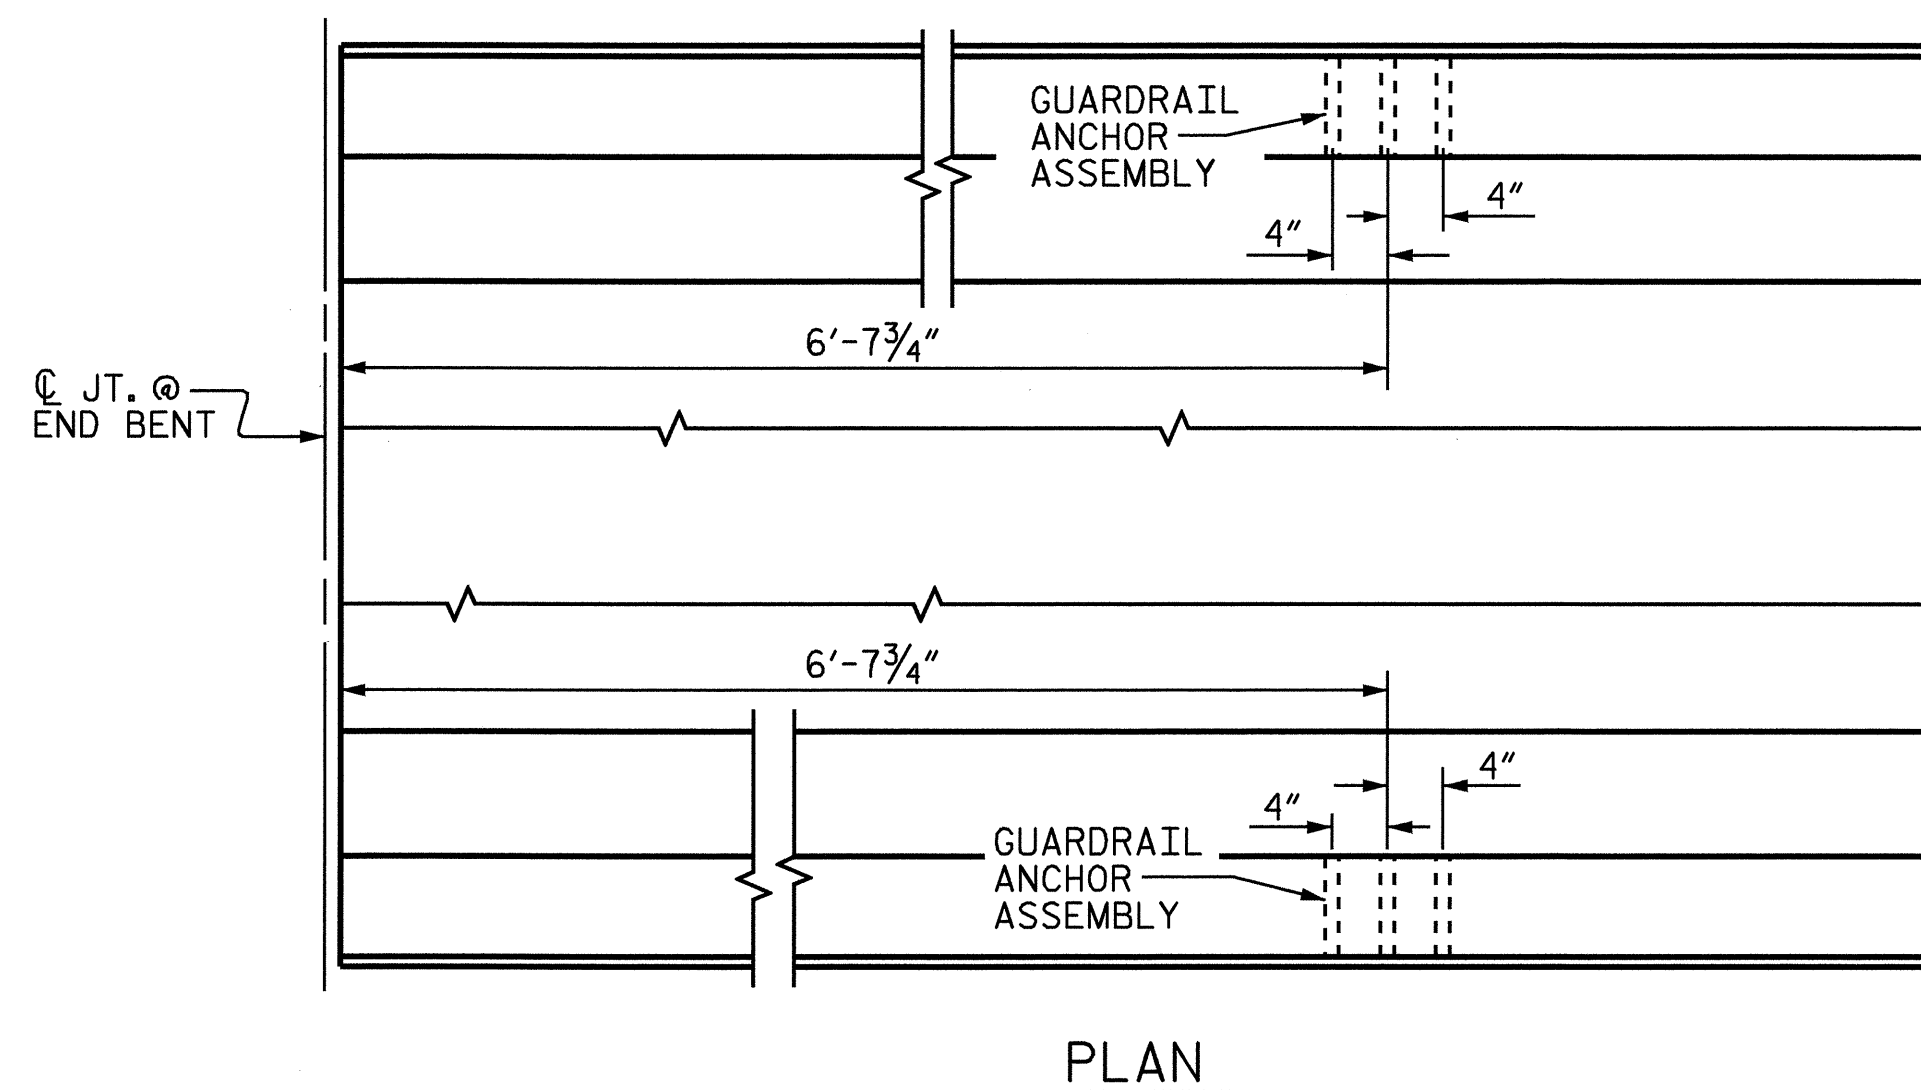 GUARDRAIL
ANCHOR
ASSEMBLY
4"
4"
6'-7¾"
℄ JT. @
END BENT
6'-7¾"
4"
4"
GUARDRAIL
ANCHOR
ASSEMBLY
PLAN